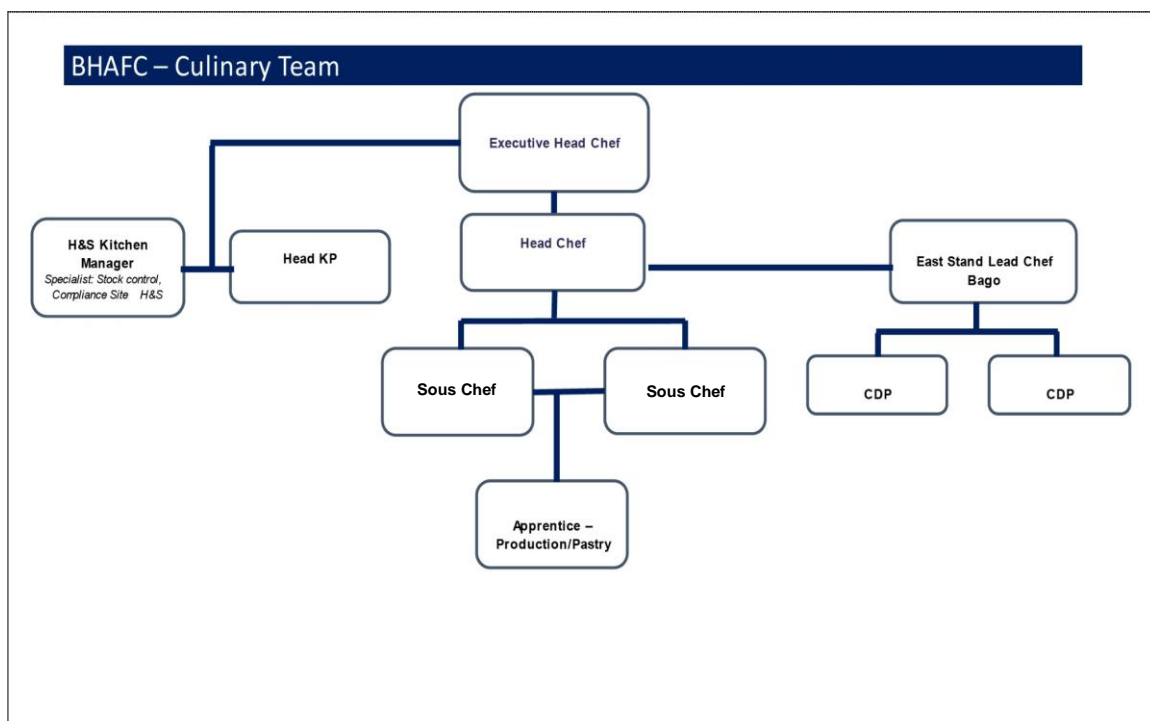 BHAFC – Culinary Team
Executive Head Chef
Head Chef
H&S Kitchen
Manager
Specialist: Stock control,
Compliance Site H&S
Head KP
East Stand Lead Chef
Bago
Sous Chef
Sous Chef
CDP
CDP
Apprentice –
Production/Pastry